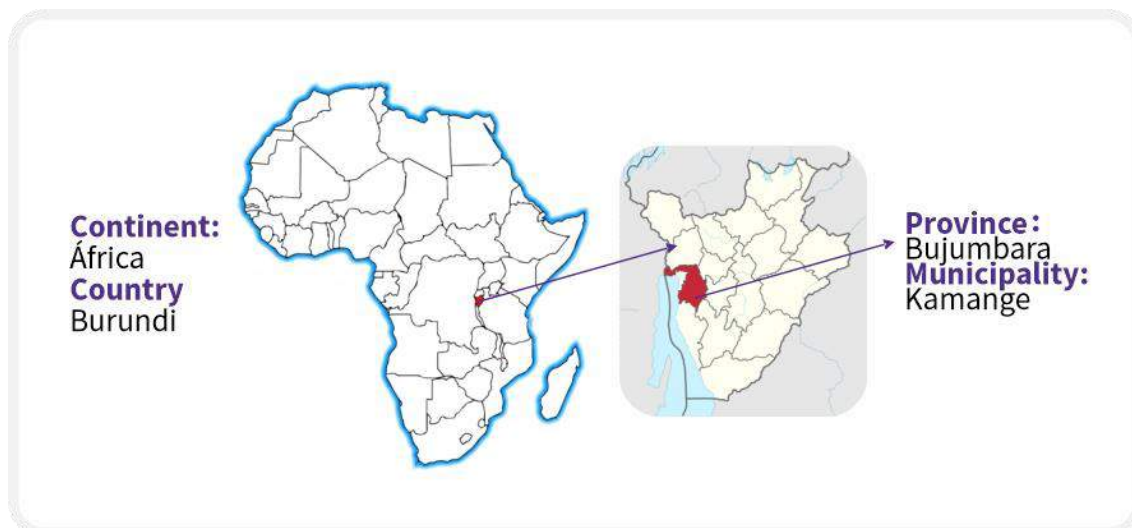 Continent:
África
Country
Burundi
Province:
Bujumbara
Municipality:
Kamange